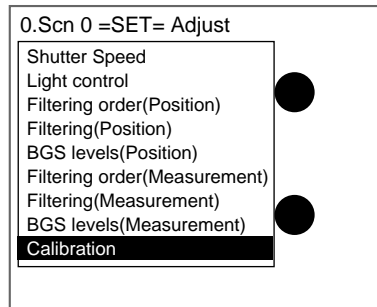 0.Scn 0 =SET= Adjust
Shutter Speed
Light control
Filtering order(Position)
Filtering(Position)
BGS levels(Position)
Filtering order(Measurement)
Filtering(Measurement)
BGS levels(Measurement)
Calibration